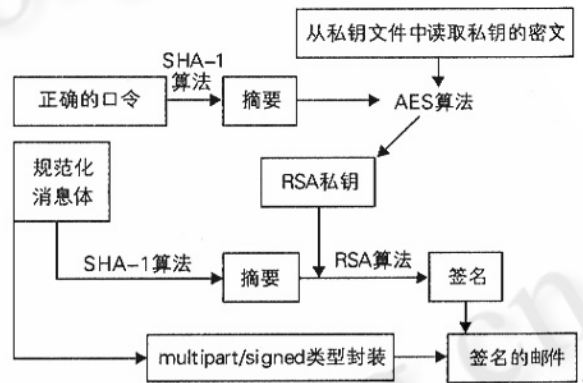 从私钥文件中读取私钥的密文
SHA-1
算法
正确的口令
摘要
AES算法
规范化
消息体
RSA私钥
SHA-1算法
摘要
RSA算法
签名
multipart/signed类型封装
签名的邮件